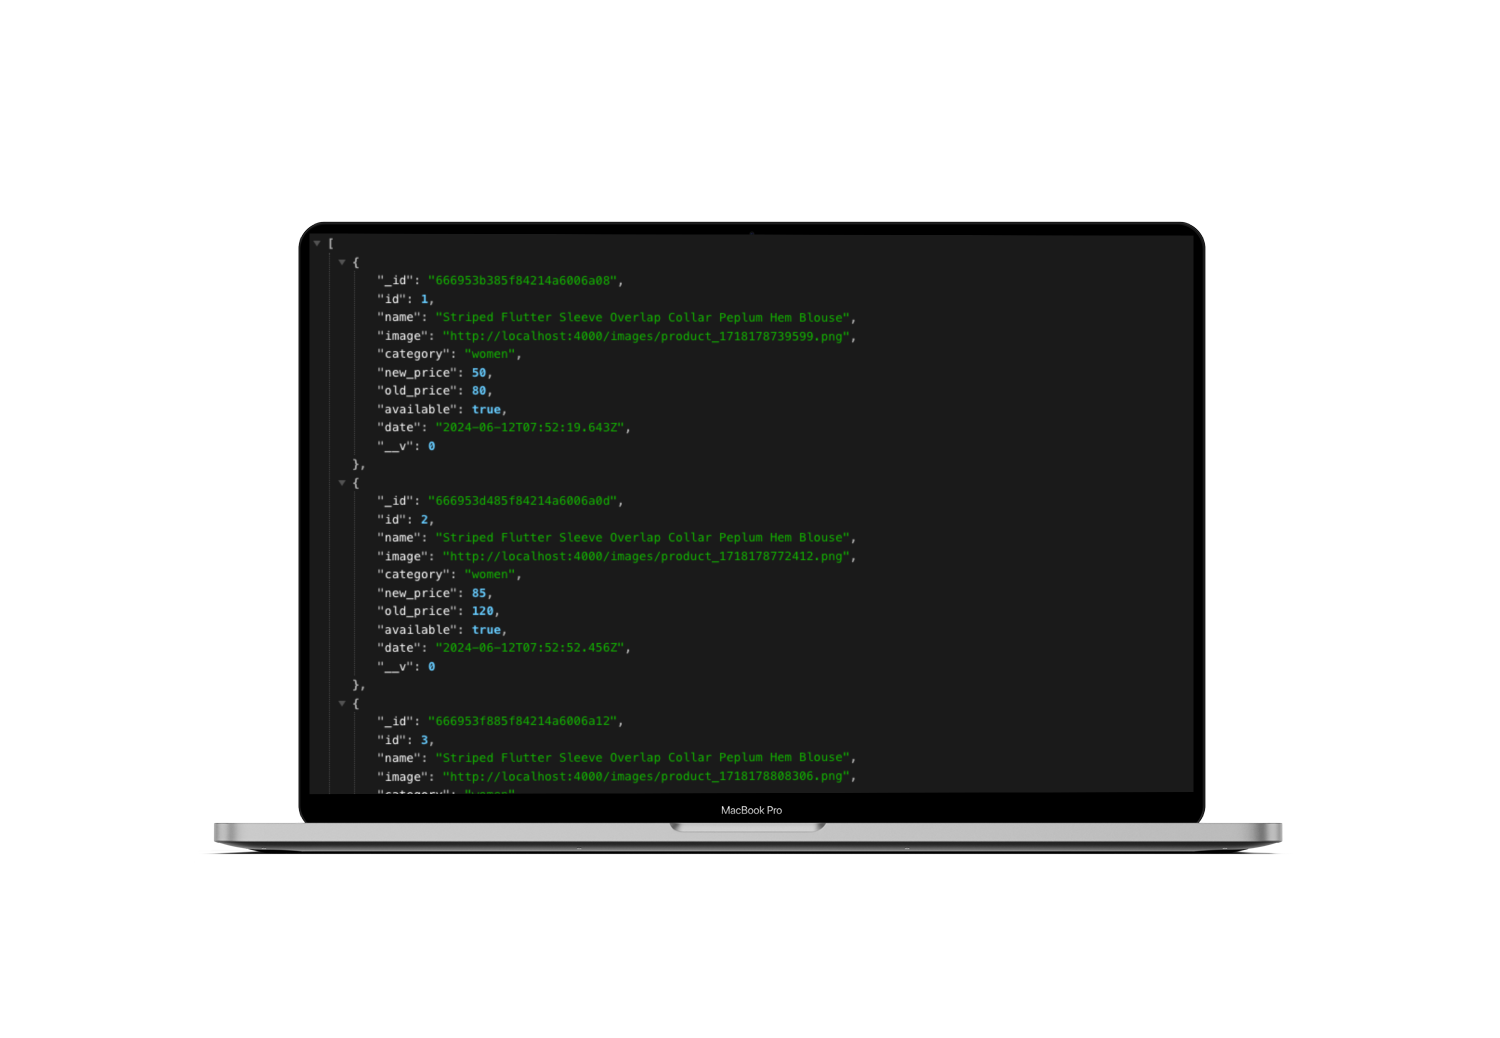 [
{
"_id": "666953b385f84214a6006a08",
"id": 1,
"name": "Striped Flutter Sleeve Overlap Collar Peplum Hem Blouse",
"image": "http://localhost:4000/images/product_1718178739599.png",
"category": "women",
"new_price": 50,
"old_price": 80,
"available": true,
"date": "2024-06-12T07:52:19.643Z",
"__v": 0
},
{
"_id": "666953d485f84214a6006a0d",
"id": 2,
"name": "Striped Flutter Sleeve Overlap Collar Peplum Hem Blouse",
"image": "http://localhost:4000/images/product_1718178772412.png",
"category": "women",
"new_price": 85,
"old_price": 120,
"available": true,
"date": "2024-06-12T07:52:52.456Z",
"__v": 0
},
{
"_id": "666953f885f84214a6006a12",
"id": 3,
"name": "Striped Flutter Sleeve Overlap Collar Peplum Hem Blouse",
"image": "http://localhost:4000/images/product_1718178808306.png",
"category": "women"
MacBook Pro